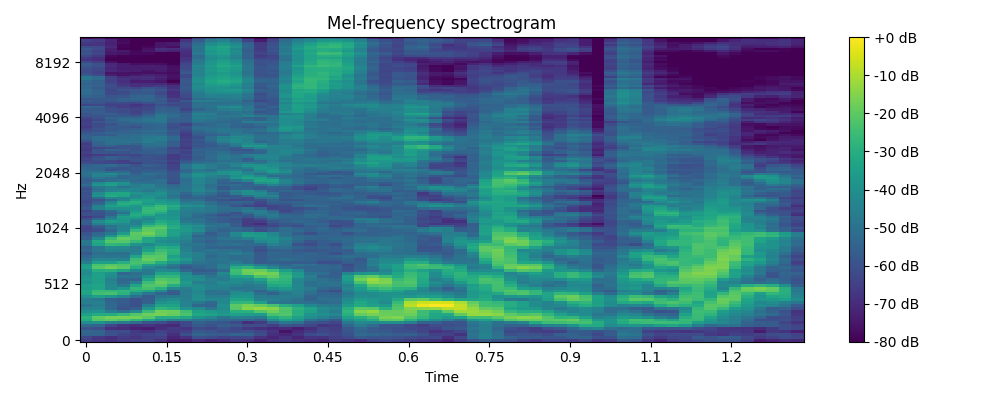 Mel-frequency spectrogram
Hz
8192
4096
2048
1024
512
0
0 0.15 0.3 0.45 0.6 0.75 0.9 1.1 1.2
Time
+0 dB
-10 dB
-20 dB
-30 dB
-40 dB
-50 dB
-60 dB
-70 dB
-80 dB